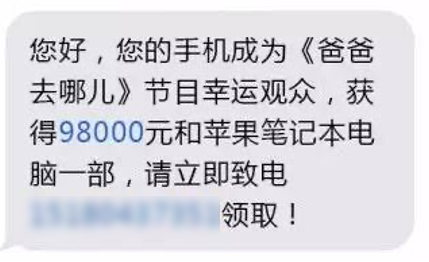 您好，您的手机成为《爸爸
去哪儿》节目幸运观众，获
得98000元和苹果笔记本电
脑一部，请立即致电
领取！